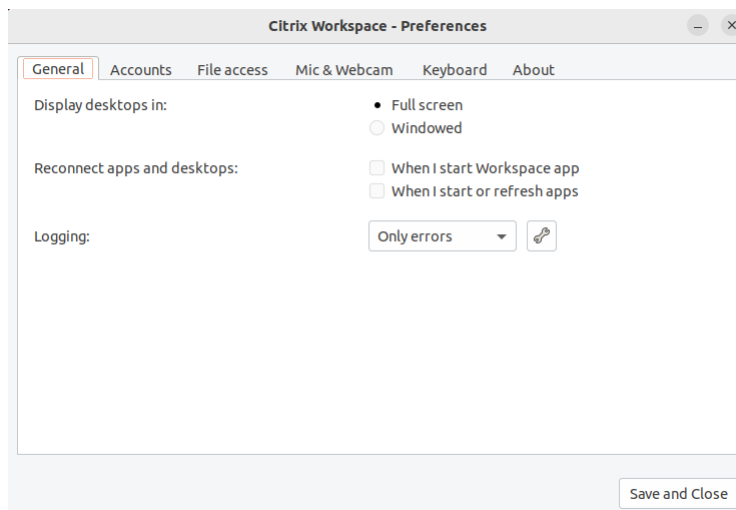 Citrix Workspace - Preferences
General Accounts File access Mic & Webcam Keyboard About
Display desktops in: Full screen
Windowed
Reconnect apps and desktops: When I start Workspace app
When I start or refresh apps
Logging: Only errors
Save and Close